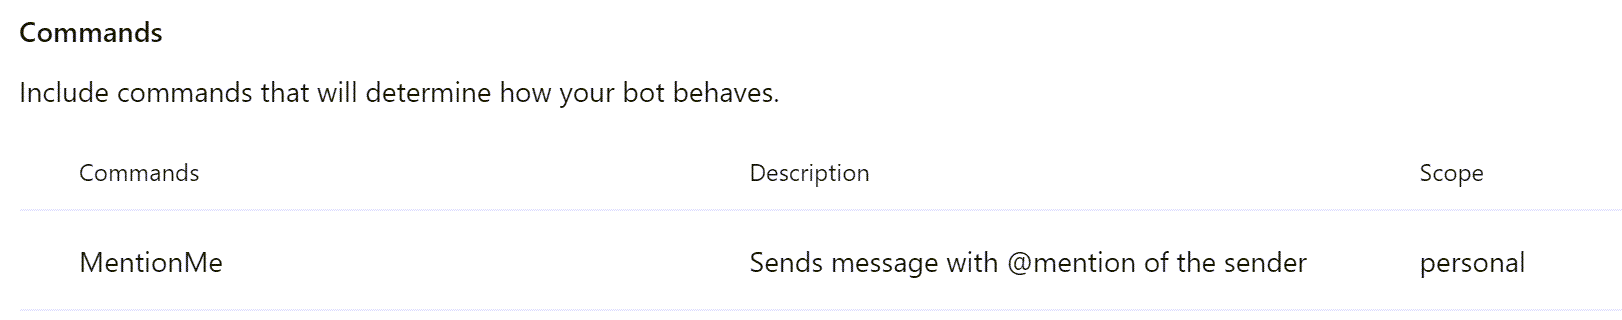 Commands
Include commands that will determine how your bot behaves.
Commands Description Scope
MentionMe Sends message with @mention of the sender personal